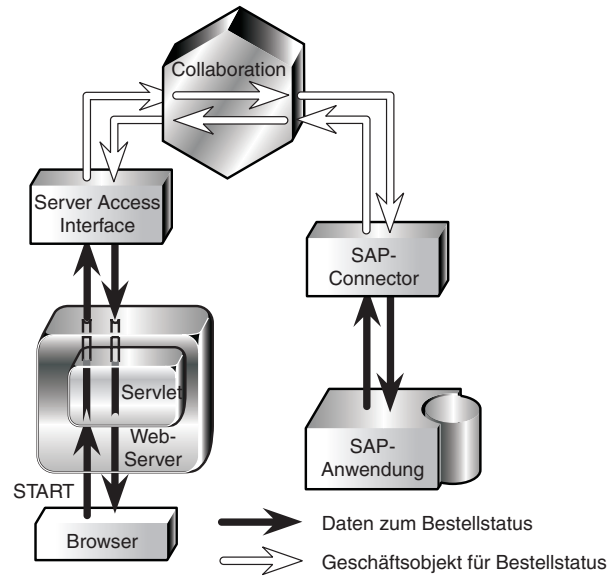 Collaboration
Server Access
Interface
SAP-
Connector
Servlet
Web-
Server
SAP-
Anwendung
START
Browser
Daten zum Bestellstatus
Geschäftsobjekt für Bestellstatus